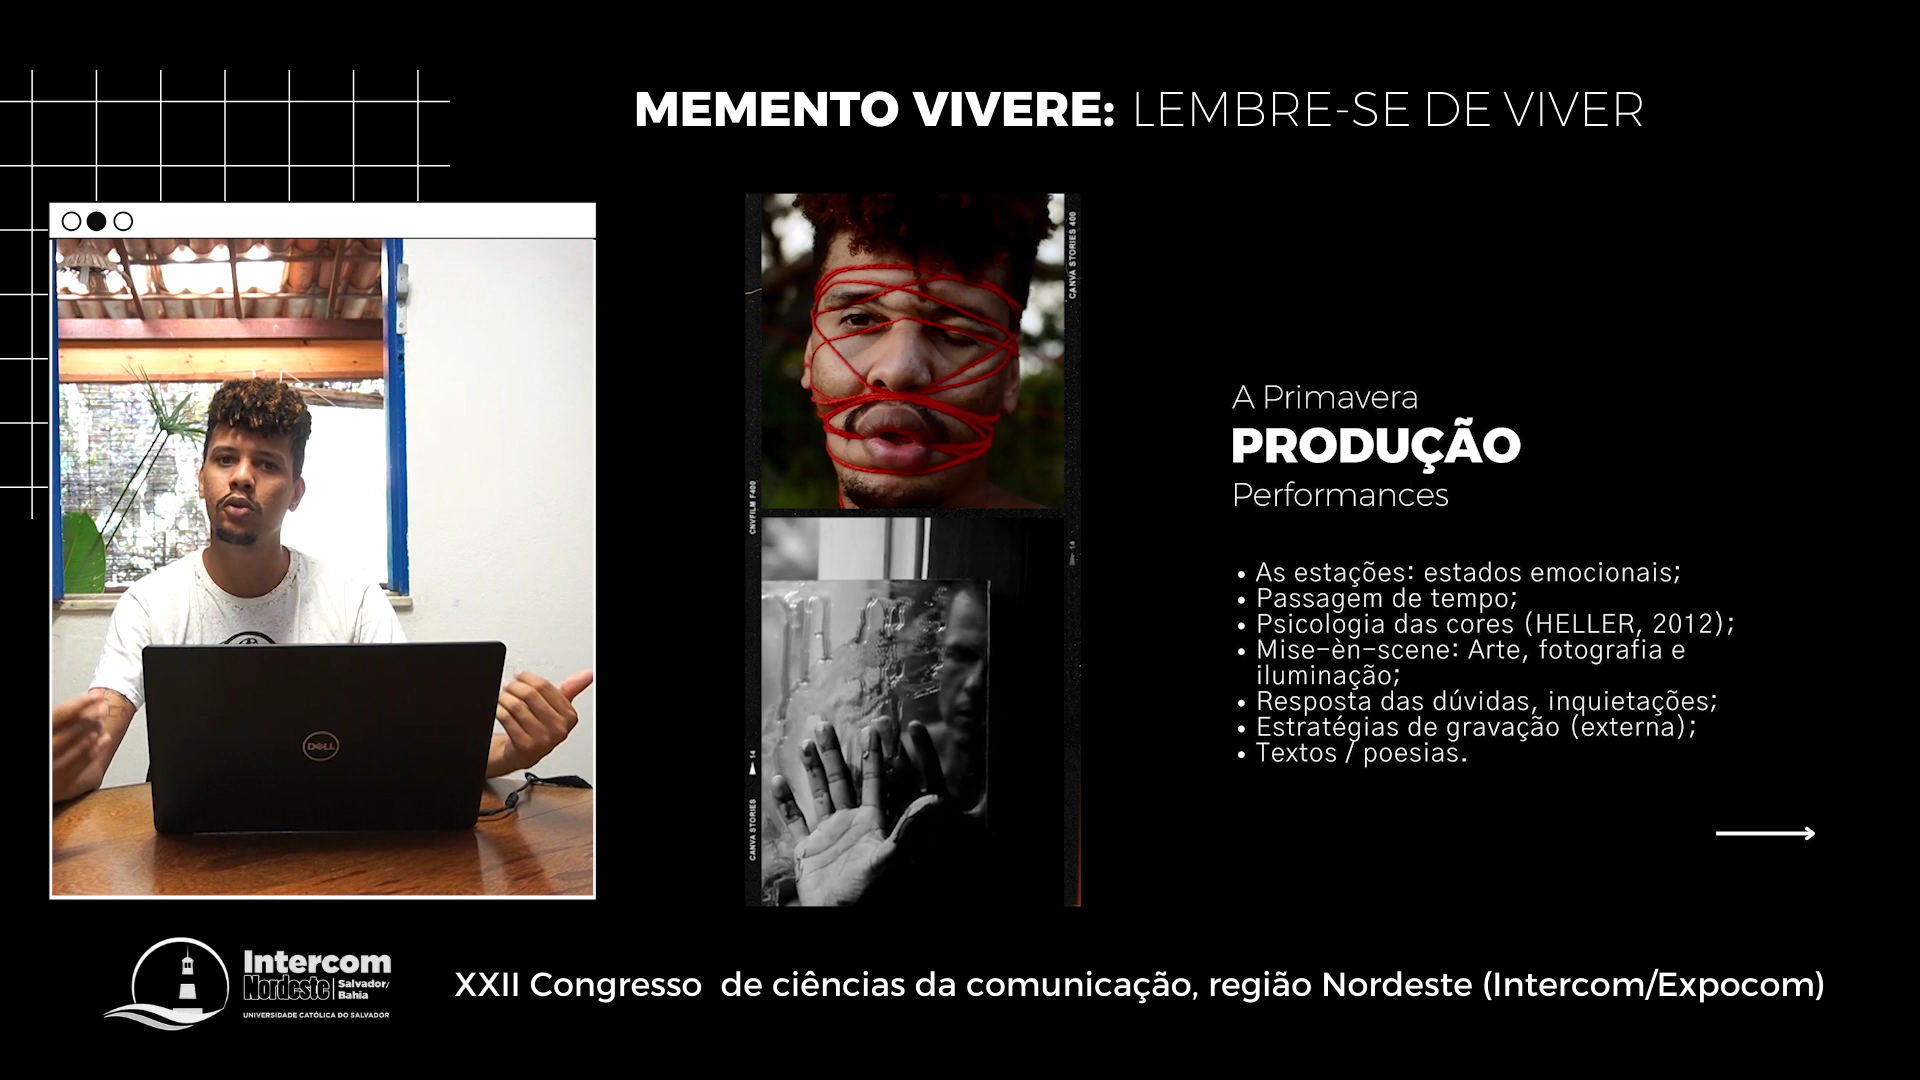 MEMENTO VIVERE: LEMBRE-SE DE VIVER
CANVA STORIES 400
CNVFILM F400
14
14
CANVA STORIES
DELL
A Primavera
PRODUÇÃO
Performances
• As estações: estados emocionais;
• Passagem de tempo;
• Psicologia das cores (HELLER, 2012);
• Mise-èn-scene: Arte, fotografia e
iluminação;
• Resposta das dúvidas, inquietações;
• Estratégias de gravação (externa);
• Textos / poesias.
Intercom
Nordeste | Salvador/
Bahia
UNIVERSIDADE CATÓLICA DO SALVADOR
XXII Congresso de ciências da comunicação, região Nordeste (Intercom/Expocom)